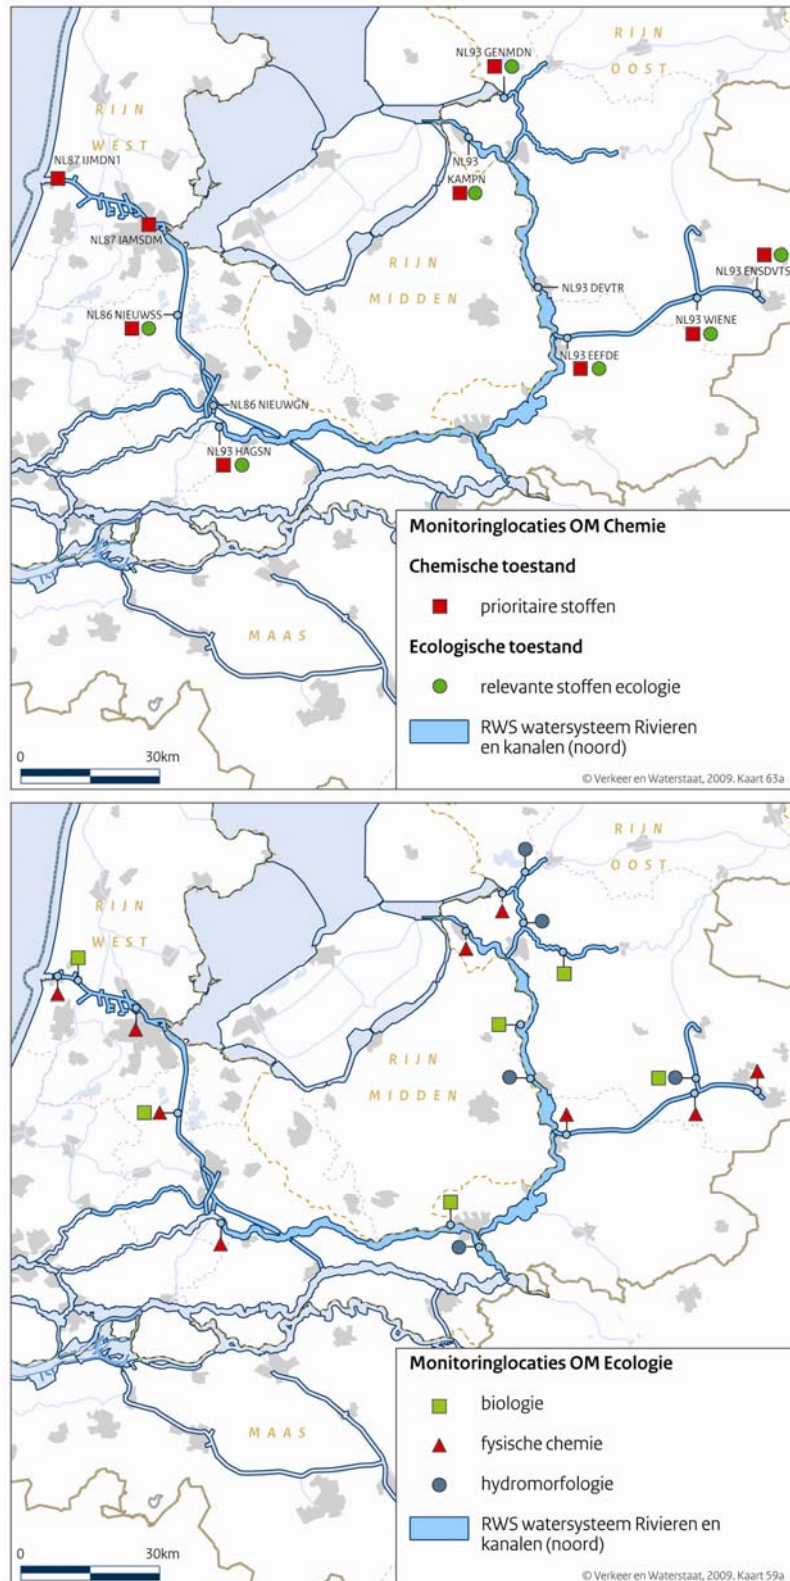 RIJN
OOST
NL93 GENMDN
RIJN
WEST
NL87 IJMDN1
NL93
KAMPN
NL87 IAMSDM
RIJN
MIDDEN
NL93 ENSDVTS
NL93 DEVTR
NL86 NIEUWSS
NL93 WIENE
NL93 EEFDE
NL86 NIEUWGN
NL93 HAGSN
MAAS
Monitoringlocaties OM Chemie
Chemische toestand
prioritaire stoffen
Ecologische toestand
relevante stoffen ecologie
RWS watersysteem Rivieren
en kanalen (noord)
0 30km
© Verkeer en Waterstaat, 2009. Kaart 63a
RIJN
OOST
RIJN
WEST
RIJN
MIDDEN
MAAS
Monitoringlocaties OM Ecologie
biologie
fysische chemie
hydromorfologie
RWS watersysteem Rivieren en
kanalen (noord)
0 30km
© Verkeer en Waterstaat, 2009. Kaart 59a